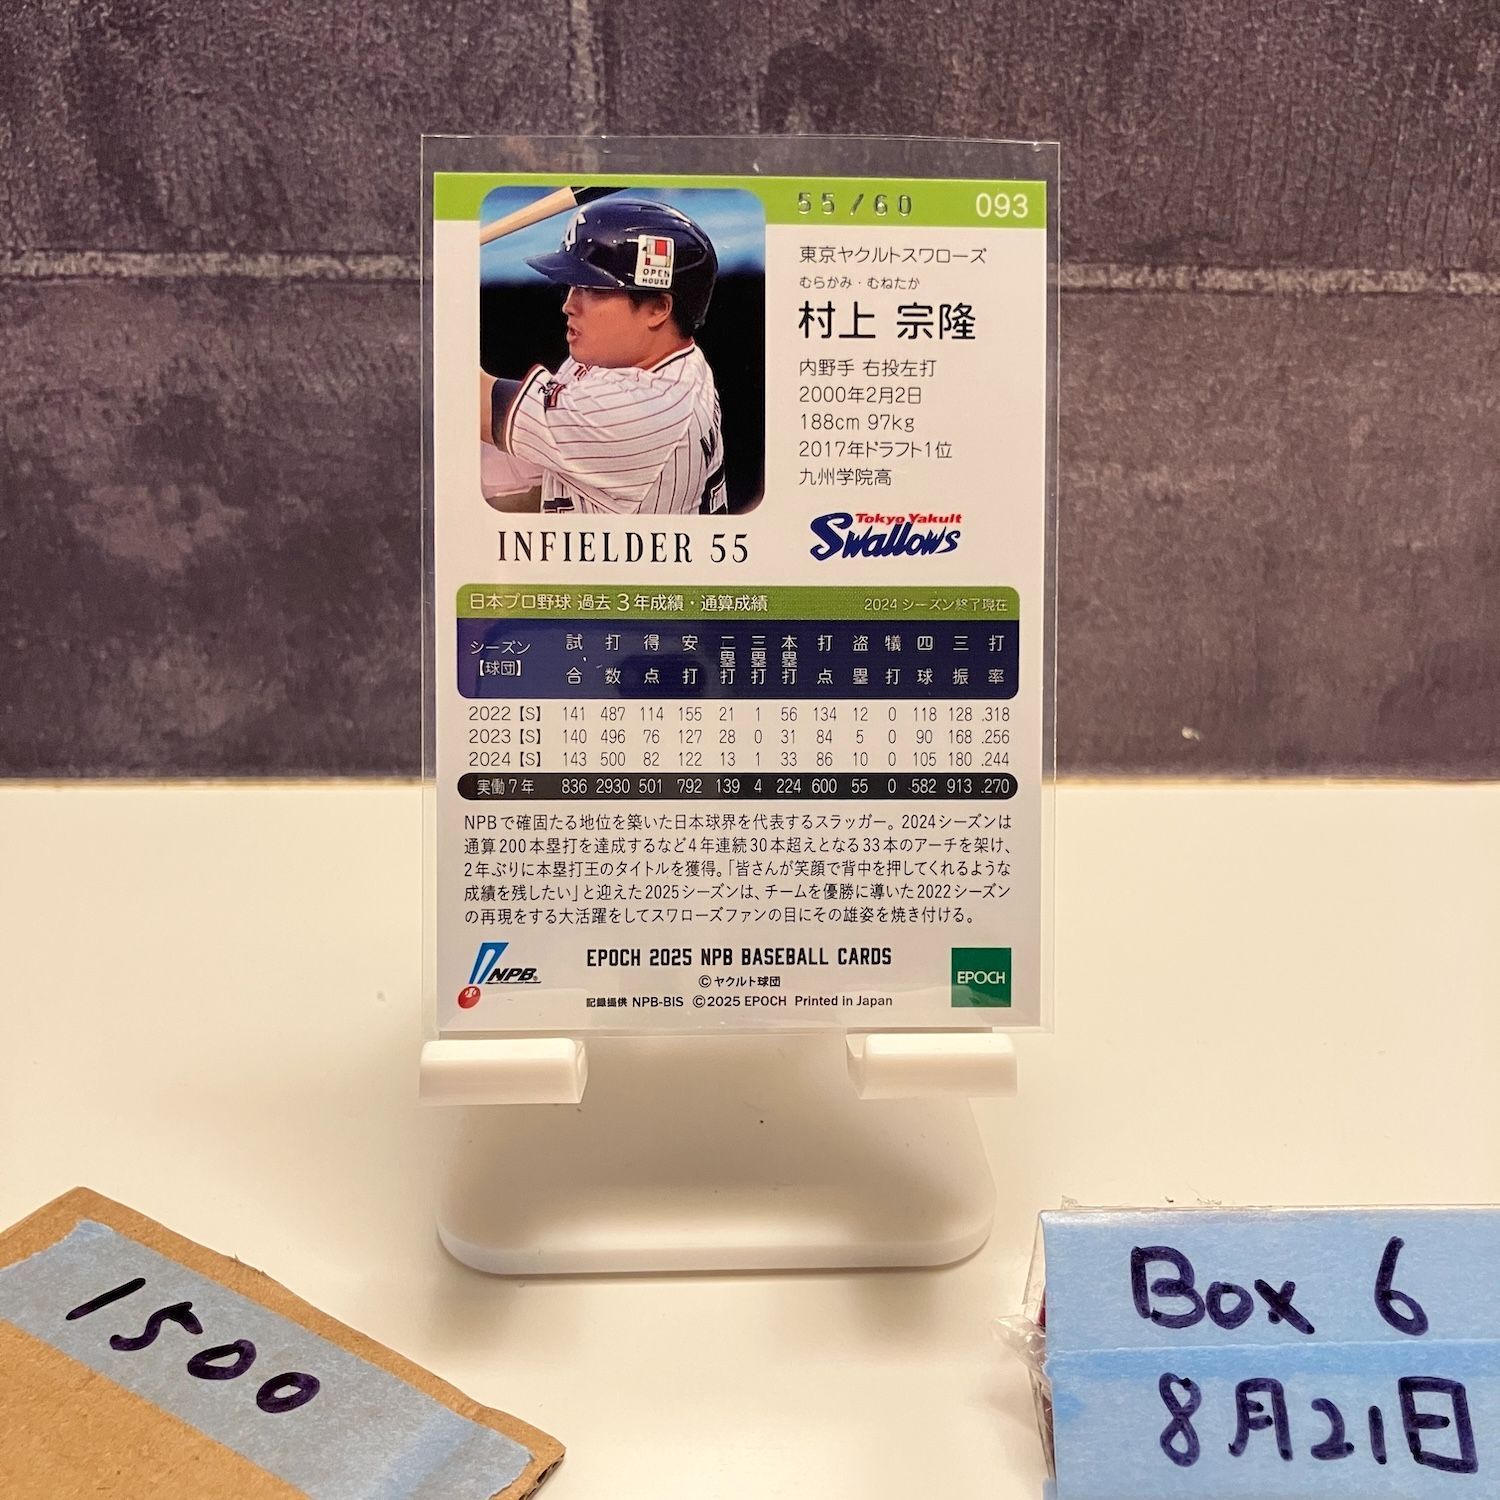 55/60
093
OPEN
HOUSE
東京ヤクルトスワローズ
むらかみ・むねたか
村上 宗隆
内野手 右投左打
2000年2月2日
188cm 97kg
2017年ドラフト1位
九州学院高
INFIELDER 55
Tokyo Yakult
Swallows
日本プロ野球 過去3年成績・通算成績
2024シーズン終了現在
シーズン【球団】 試合 打数 得点 安打 二塁打 三塁打 本塁打 打点 盗塁 犠打 四球 三振 打率
2022【S】 141 487 114 155 21 1 56 134 12 0 118 128 .318
2023【S】 140 496 76 127 28 0 31 84 5 0 90 168 .256
2024【S】 143 500 82 122 13 1 33 86 10 0 105 180 .244
実働7年 836 2930 501 792 139 4 224 600 55 0 582 913 .270
NPBで確固たる地位を築いた日本球界を代表するスラッガー。2024シーズンは
通算200本塁打を達成するなど4年連続30本超えとなる33本のアーチを架け、
2年ぶりに本塁打王のタイトルを獲得。「皆さんが笑顔で背中を押してくれるような
成績を残したい」と迎えた2025シーズンは、チームを優勝に導いた2022シーズン
の再現をする大活躍をしてスワローズファンの目にその雄姿を焼き付ける。
NPB
EPOCH 2025 NPB BASEBALL CARDS
©ヤクルト球団
記録提供 NPB-BIS ©2025 EPOCH Printed in Japan
EPOCH
1500
Box 6
8月21日